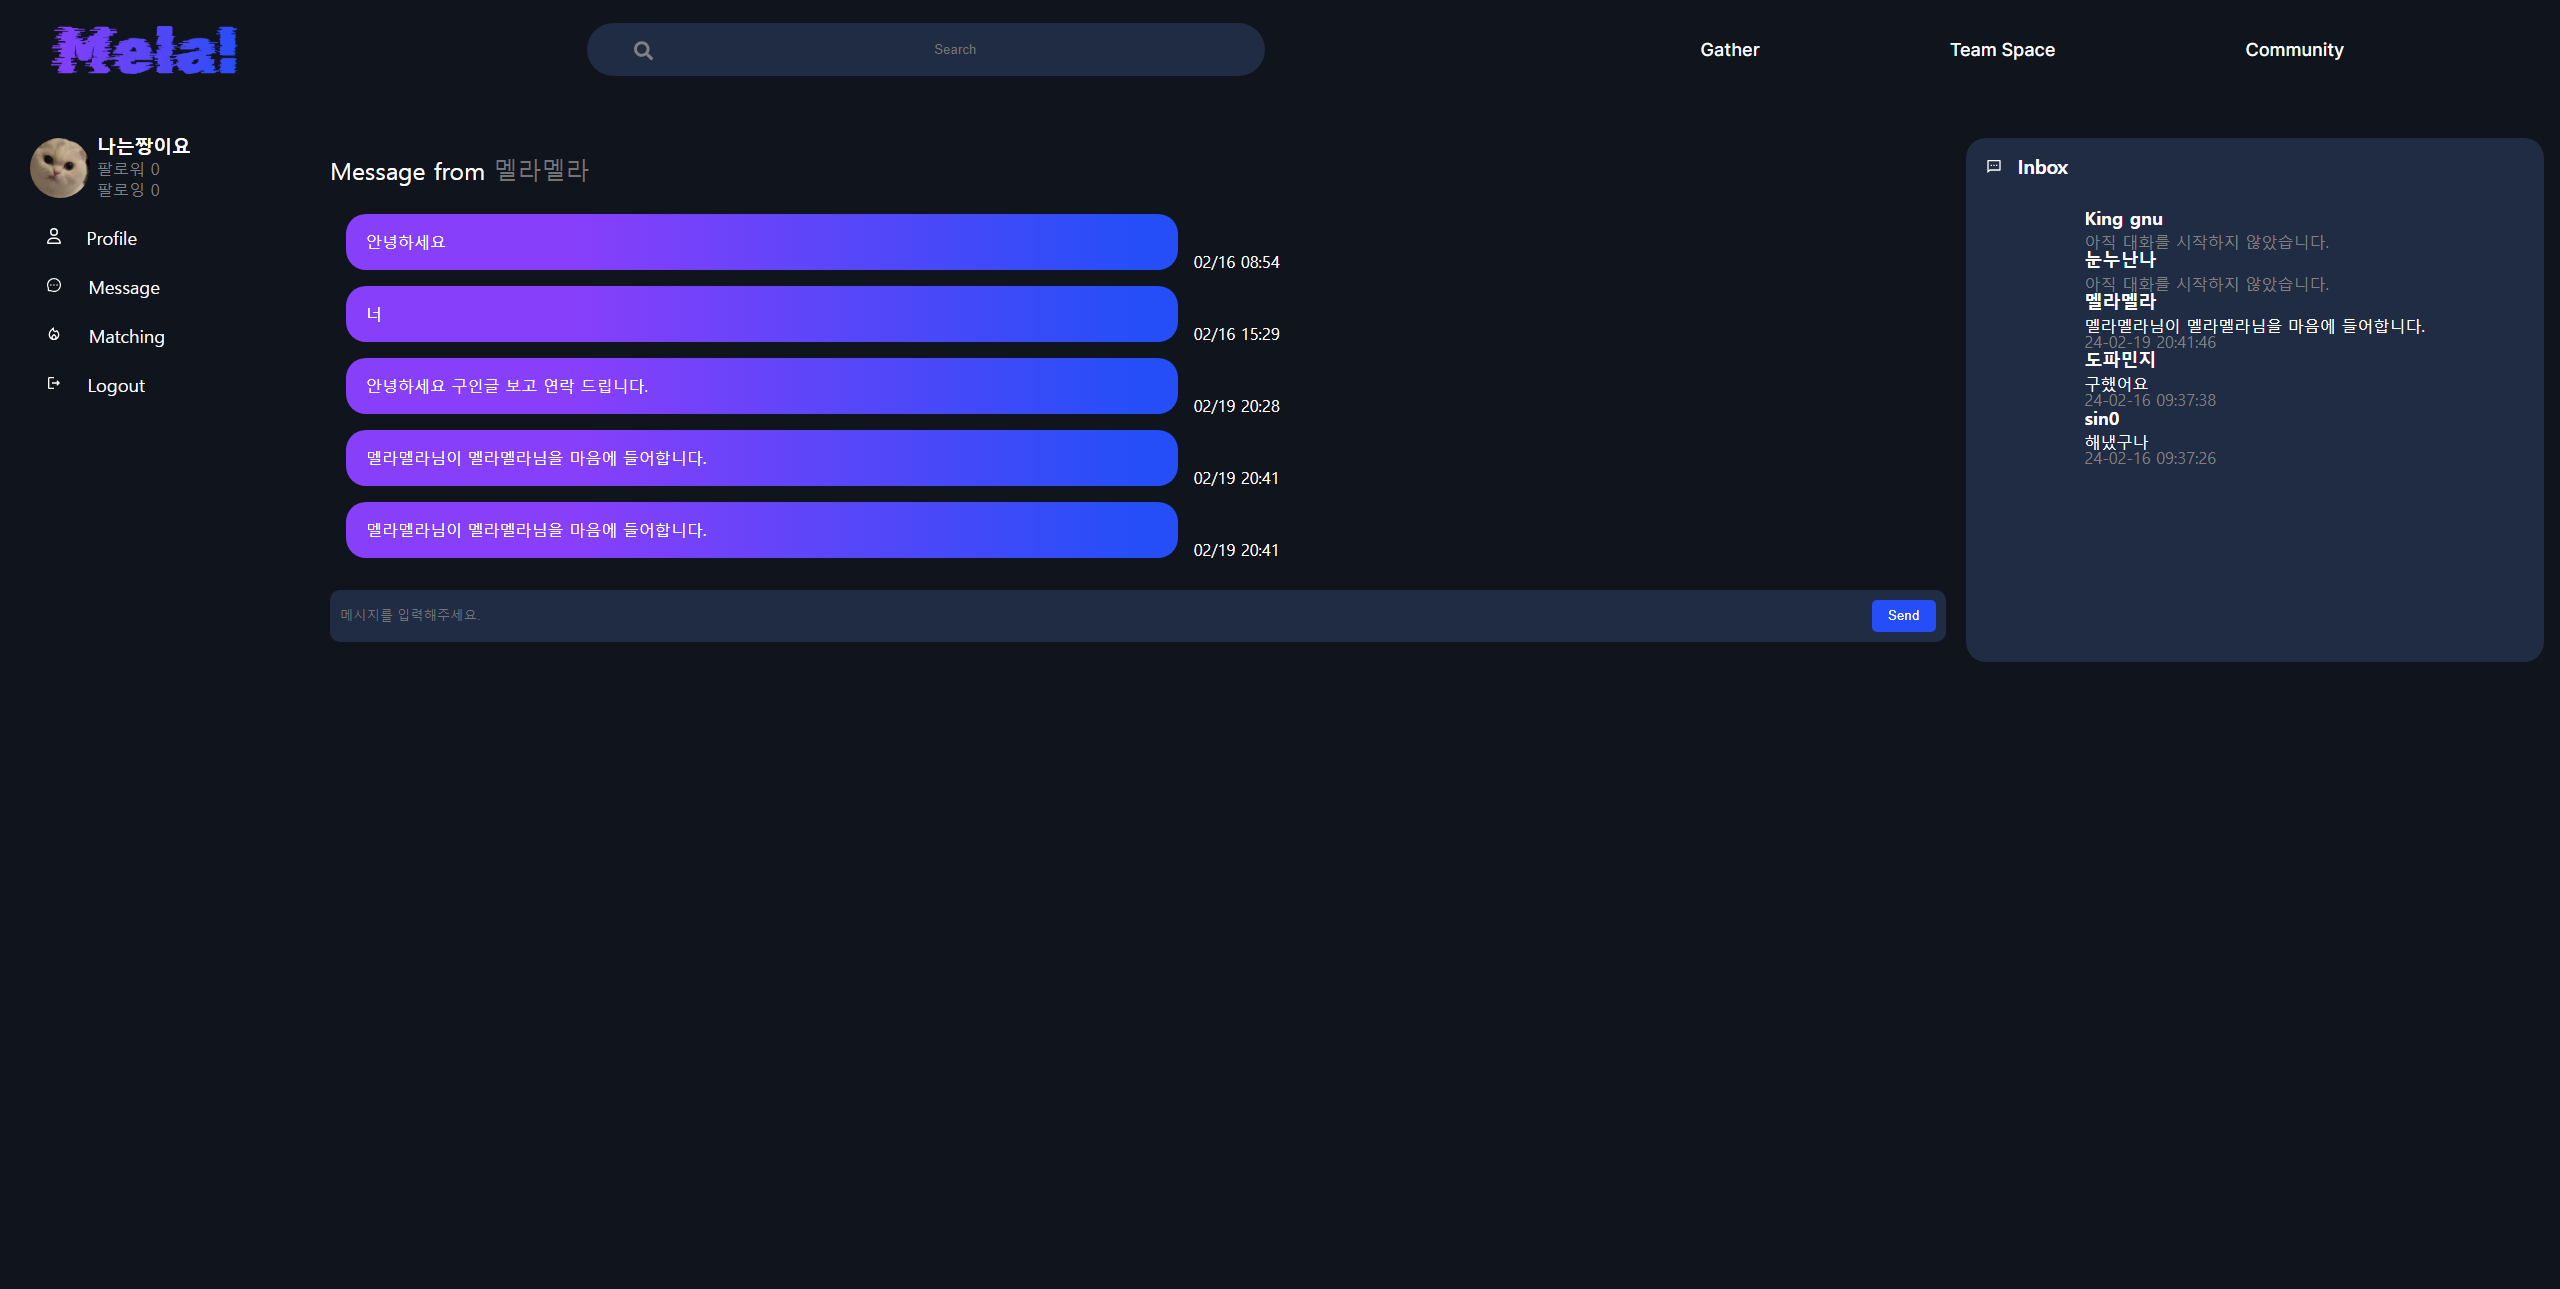 Mela!
Search
Gather
Team Space
Community
나는짱이요
팔로워 0
팔로잉 0
Profile
Message
Matching
Logout
Message from 멜라멜라
안녕하세요
02/16 08:54
너
02/16 15:29
안녕하세요 구인글 보고 연락 드립니다.
02/19 20:28
멜라멜라님이 멜라멜라님을 마음에 들어합니다.
02/19 20:41
멜라멜라님이 멜라멜라님을 마음에 들어합니다.
02/19 20:41
메시지를 입력해주세요.
Send
Inbox
King gnu
아직 대화를 시작하지 않았습니다.
눈누난나
아직 대화를 시작하지 않았습니다.
멜라멜라
멜라멜라님이 멜라멜라님을 마음에 들어합니다.
24-02-19 20:41:46
도파민지
구했어요
24-02-16 09:37:38
sin0
해냈구나
24-02-16 09:37:26